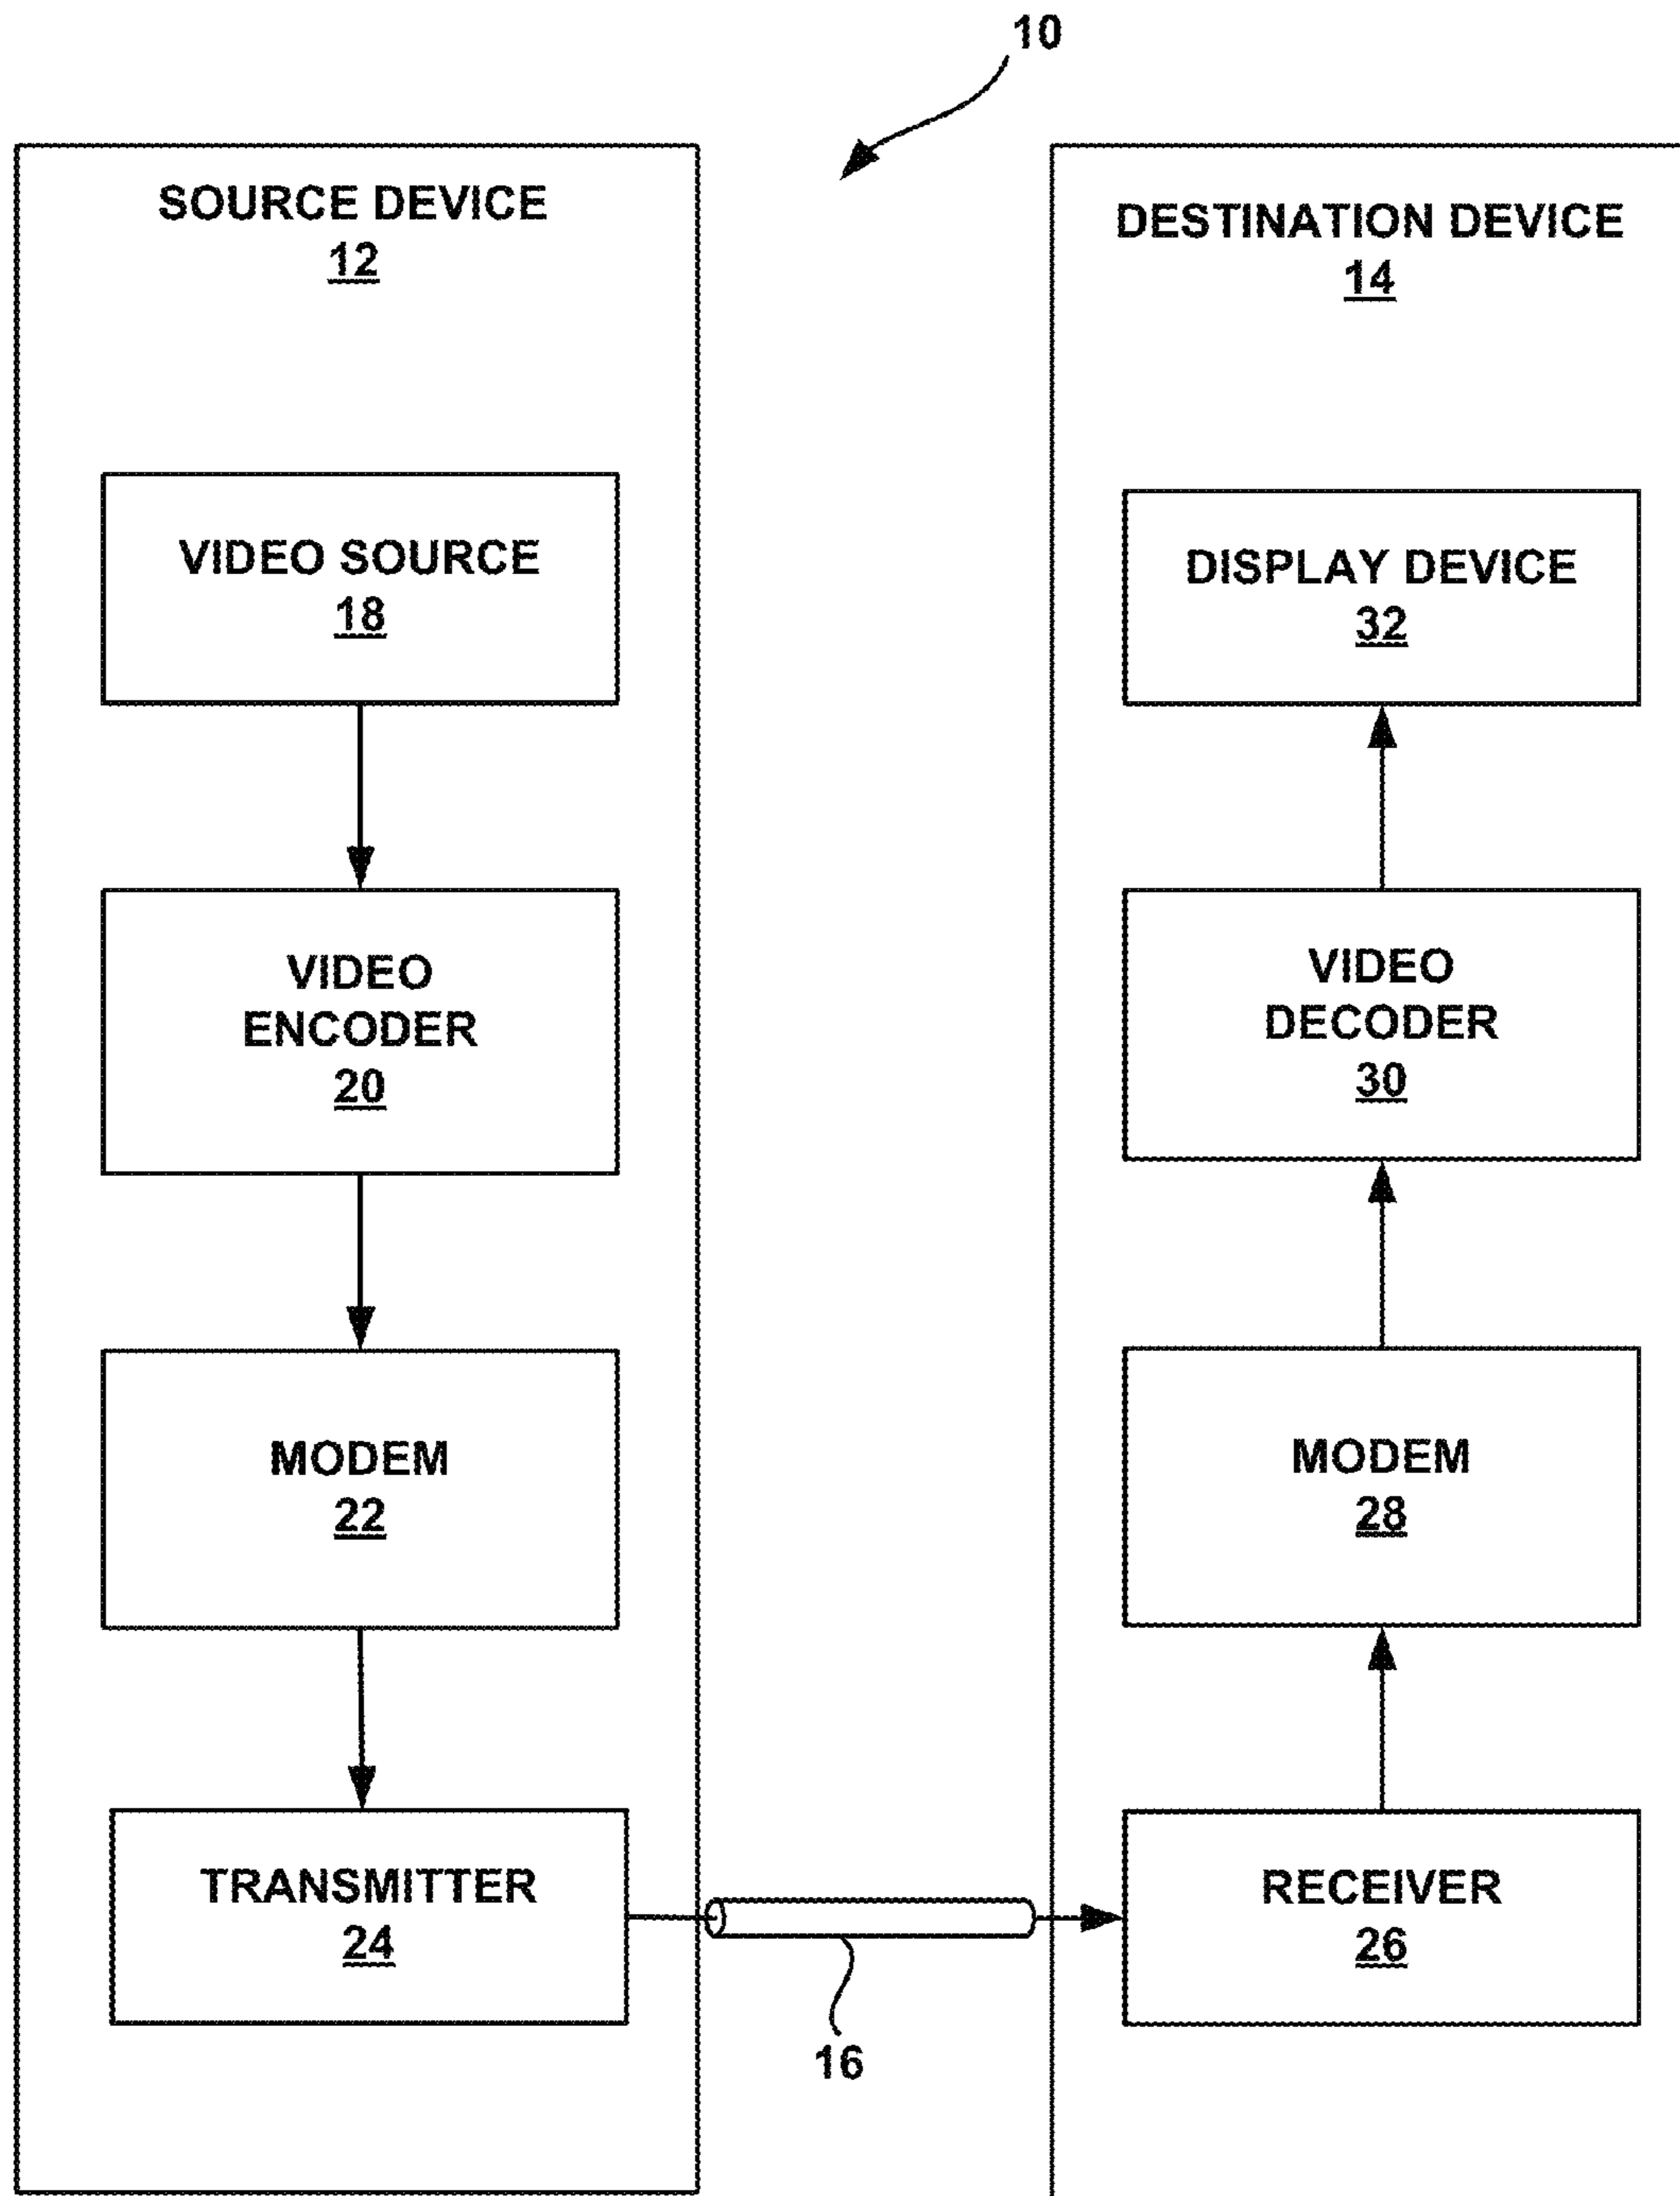 10
SOURCE DEVICE
12
VIDEO SOURCE
18
VIDEO
ENCODER
20
MODEM
22
TRANSMITTER
24
16
DESTINATION DEVICE
14
DISPLAY DEVICE
32
VIDEO
DECODER
30
MODEM
28
RECEIVER
26